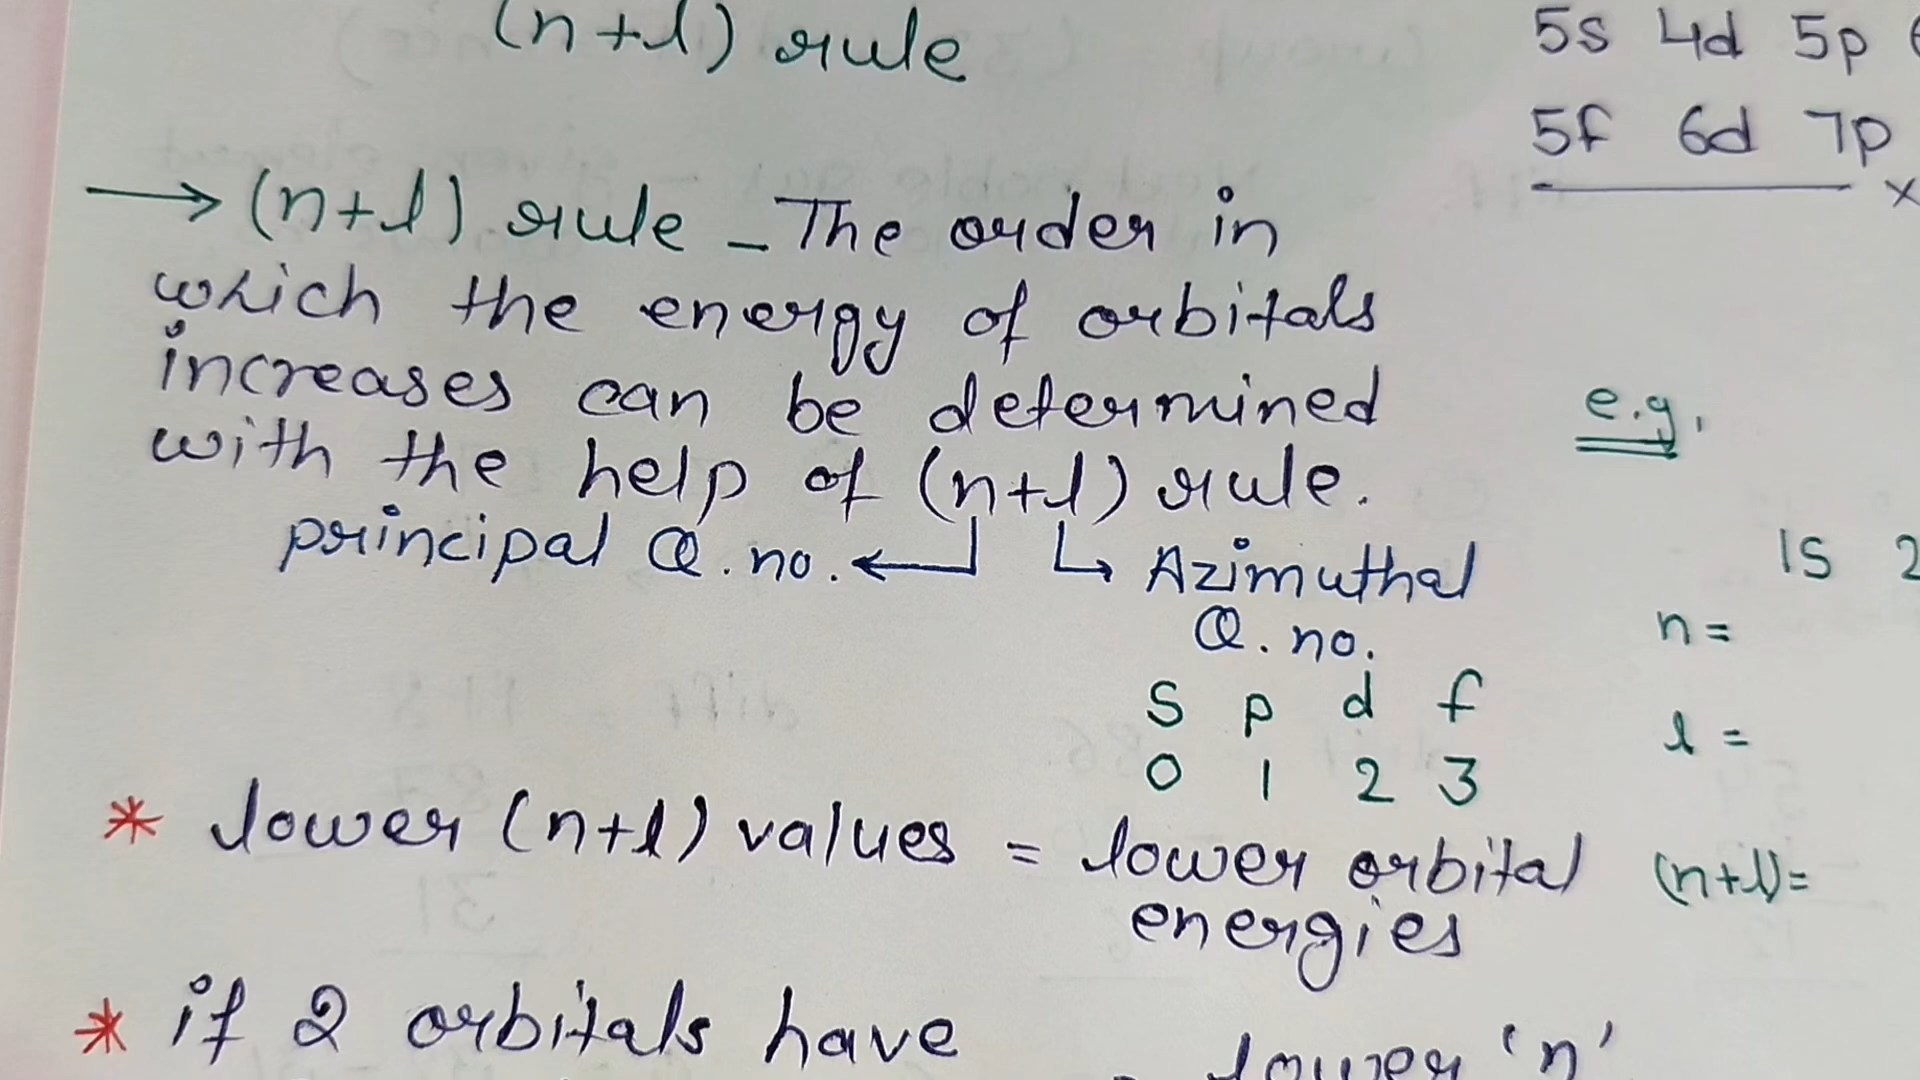 (n+l) rule
5s 4d 5p
5f 6d 7p
→ (n+l) rule - The order in
which the energy of orbitals
increases can be determined
with the help of (n+l) rule.
principal Q. no. ← ↳ Azimuthal
Q. no.
s p d f
0 1 2 3
* lower (n+l) values = lower orbital
energies
* if 2 orbitals have
= lower 'n'
e.g.
1s 2
n =
l =
(n+l)=